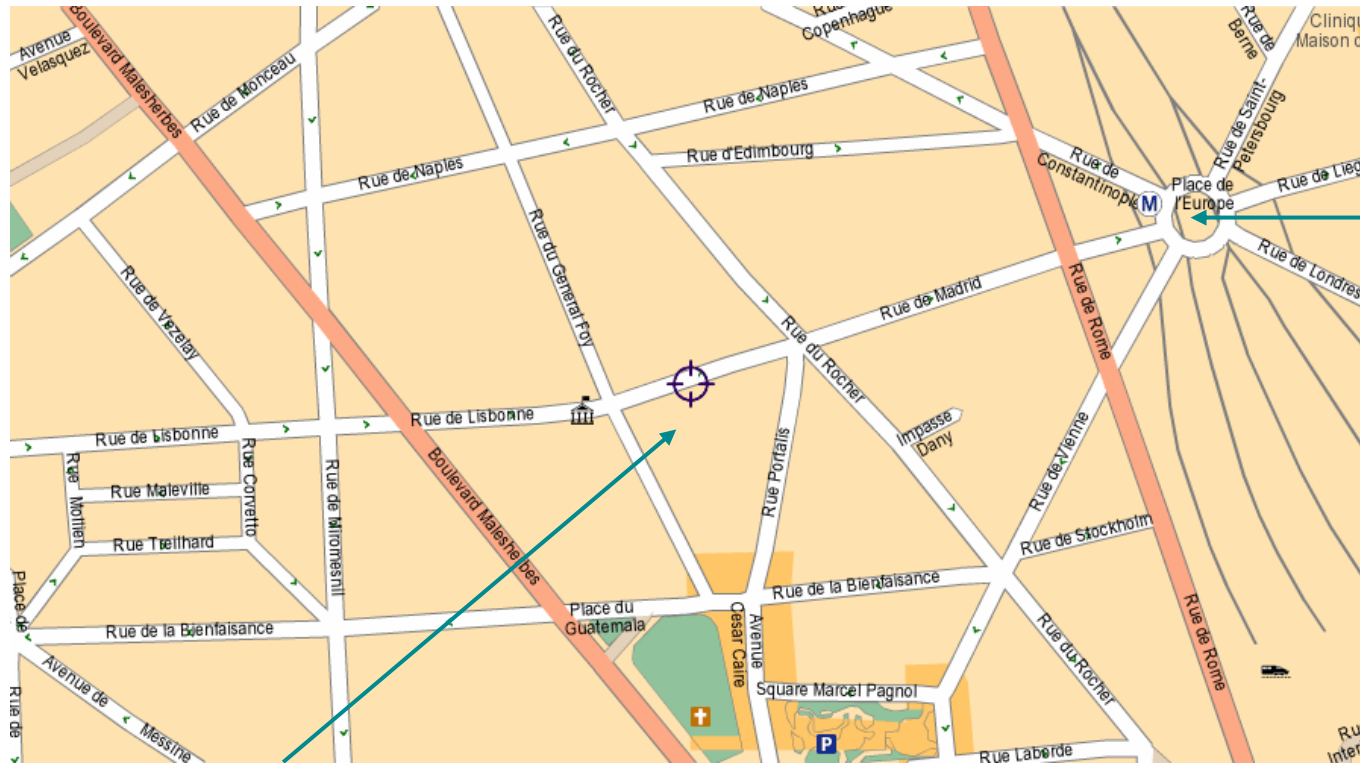 Avenue
Velasquez
Boulevard Malesherbes
Rue de Monceau
Rue du Rocher
Copenhague
Rue de
Berne
Rue de Naples
Rue de Naples
Rue d'Edimbourg
Rue de
Constantinople
M
Place de
l'Europe
Rue de Saint-
Petersbourg
Rue de Londres
Rue de Vezelay
Rue du General Foy
Rue de Madrid
Rue du Rocher
Rue de Rome
Rue de Lisbonne
Rue de Lisbonne
Impasse
Dany
Rue de Vienne
Rue Portalis
Rue
Mollien
Rue Corvetto
Rue Maleville
Rue Treilhard
Rue de Miromesnil
Boulevard Malesherbes
Rue de Stockholm
Place de
Rue de la Bienfaisance
Place du
Guatemala
Rue de la Bienfaisance
Avenue
Cesar Caire
Rue du Rocher
Rue de Rome
Avenue de
Messine
Rue de
Square Marcel Pagnol
P
Rue Laborde